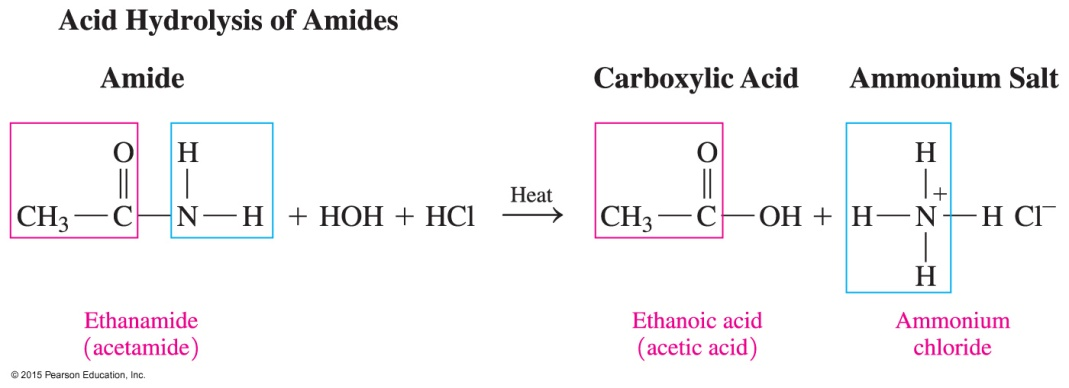 Acid Hydrolysis of Amides
Amide Carboxylic Acid Ammonium Salt
O H O H
CH₃—C—N—H + HOH + HCl Heat CH₃—C—OH + H—N⁺—H Cl⁻
H
Ethanamide Ethanoic acid Ammonium
(acetamide) (acetic acid) chloride
© 2015 Pearson Education, Inc.